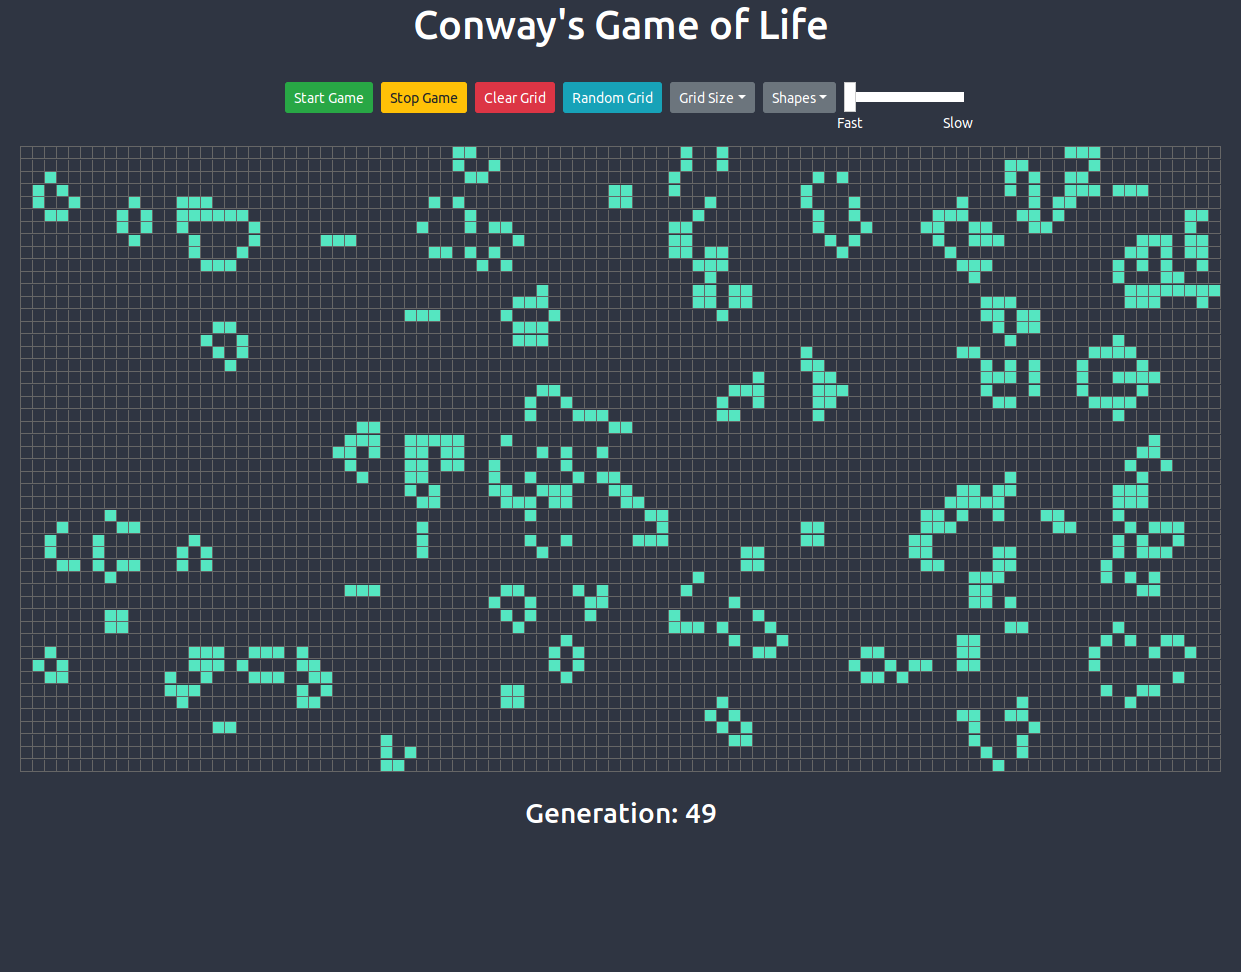 Conway's Game of Life
Start Game Stop Game Clear Grid Random Grid Grid Size Shapes
Fast Slow
Generation: 49